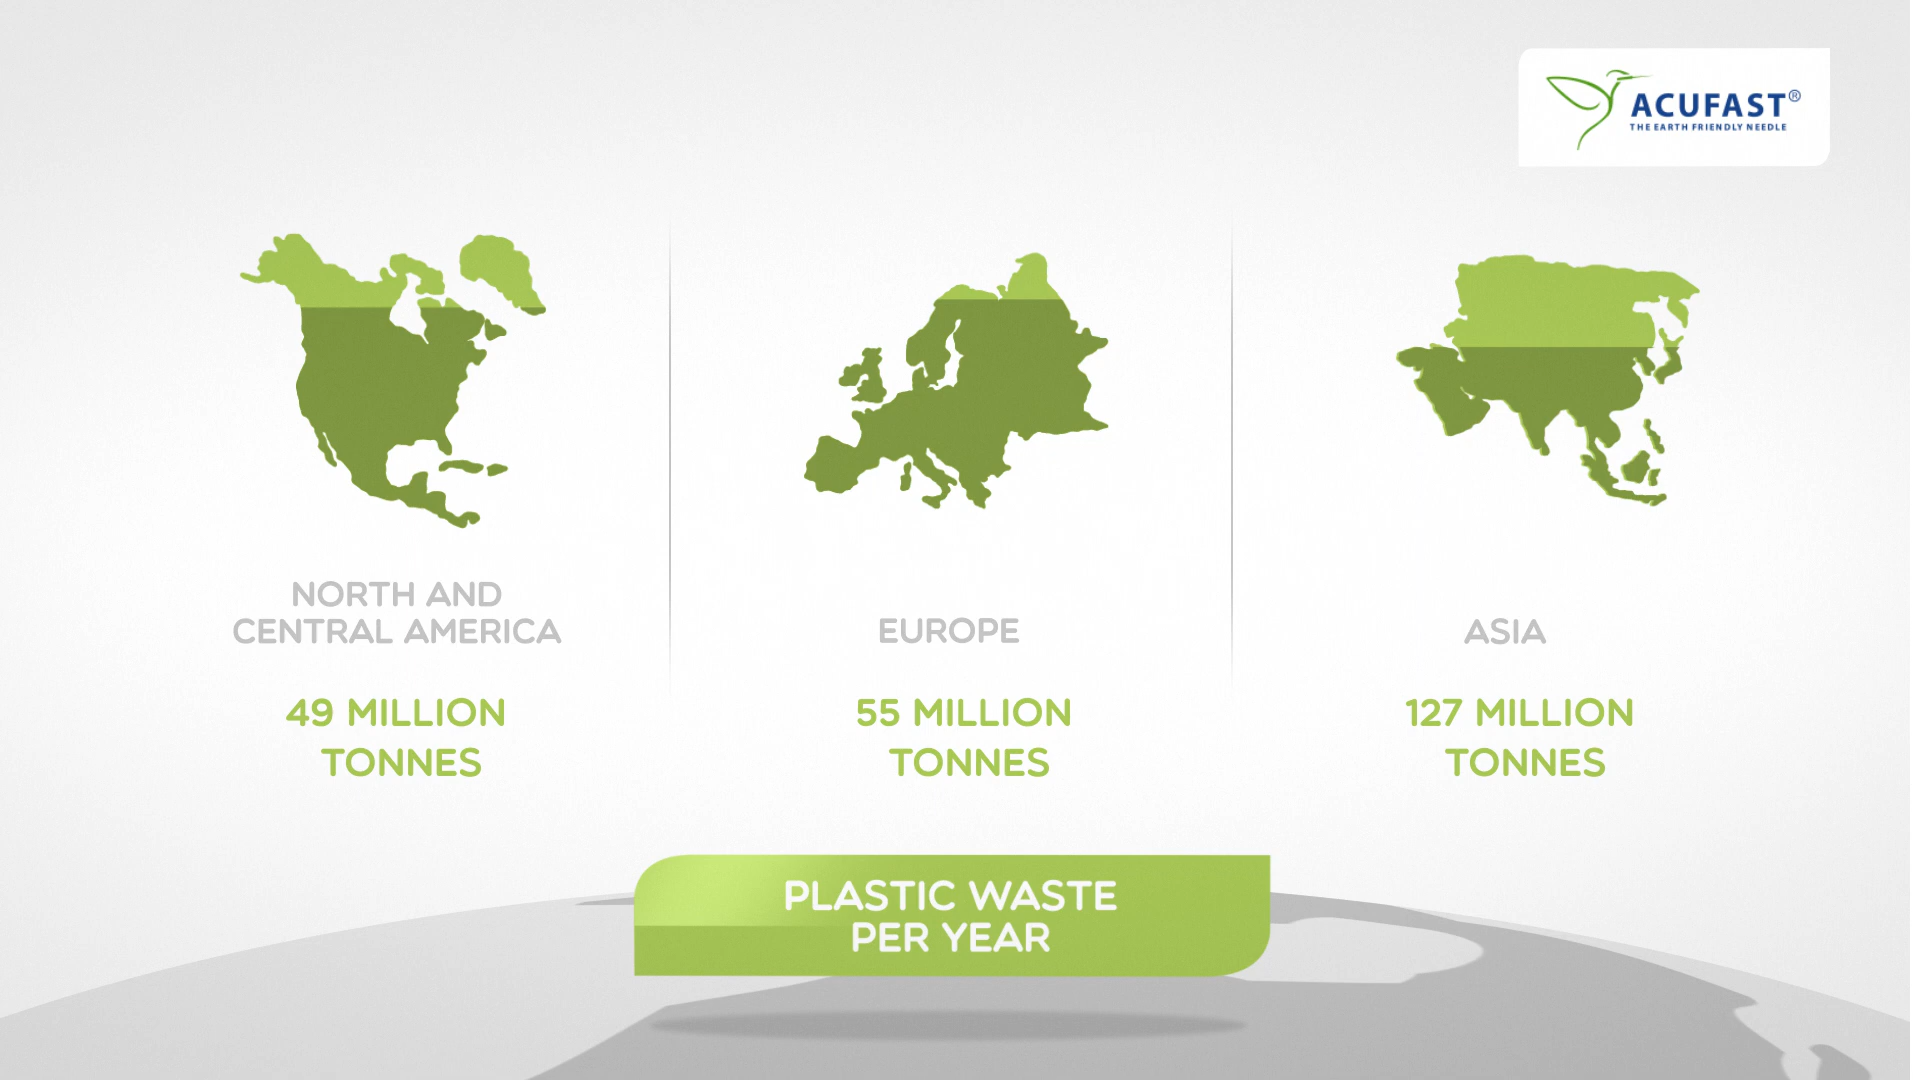 ACUFAST®
THE EARTH FRIENDLY NEEDLE
NORTH AND
CENTRAL AMERICA
49 MILLION
TONNES
EUROPE
55 MILLION
TONNES
ASIA
127 MILLION
TONNES
PLASTIC WASTE
PER YEAR